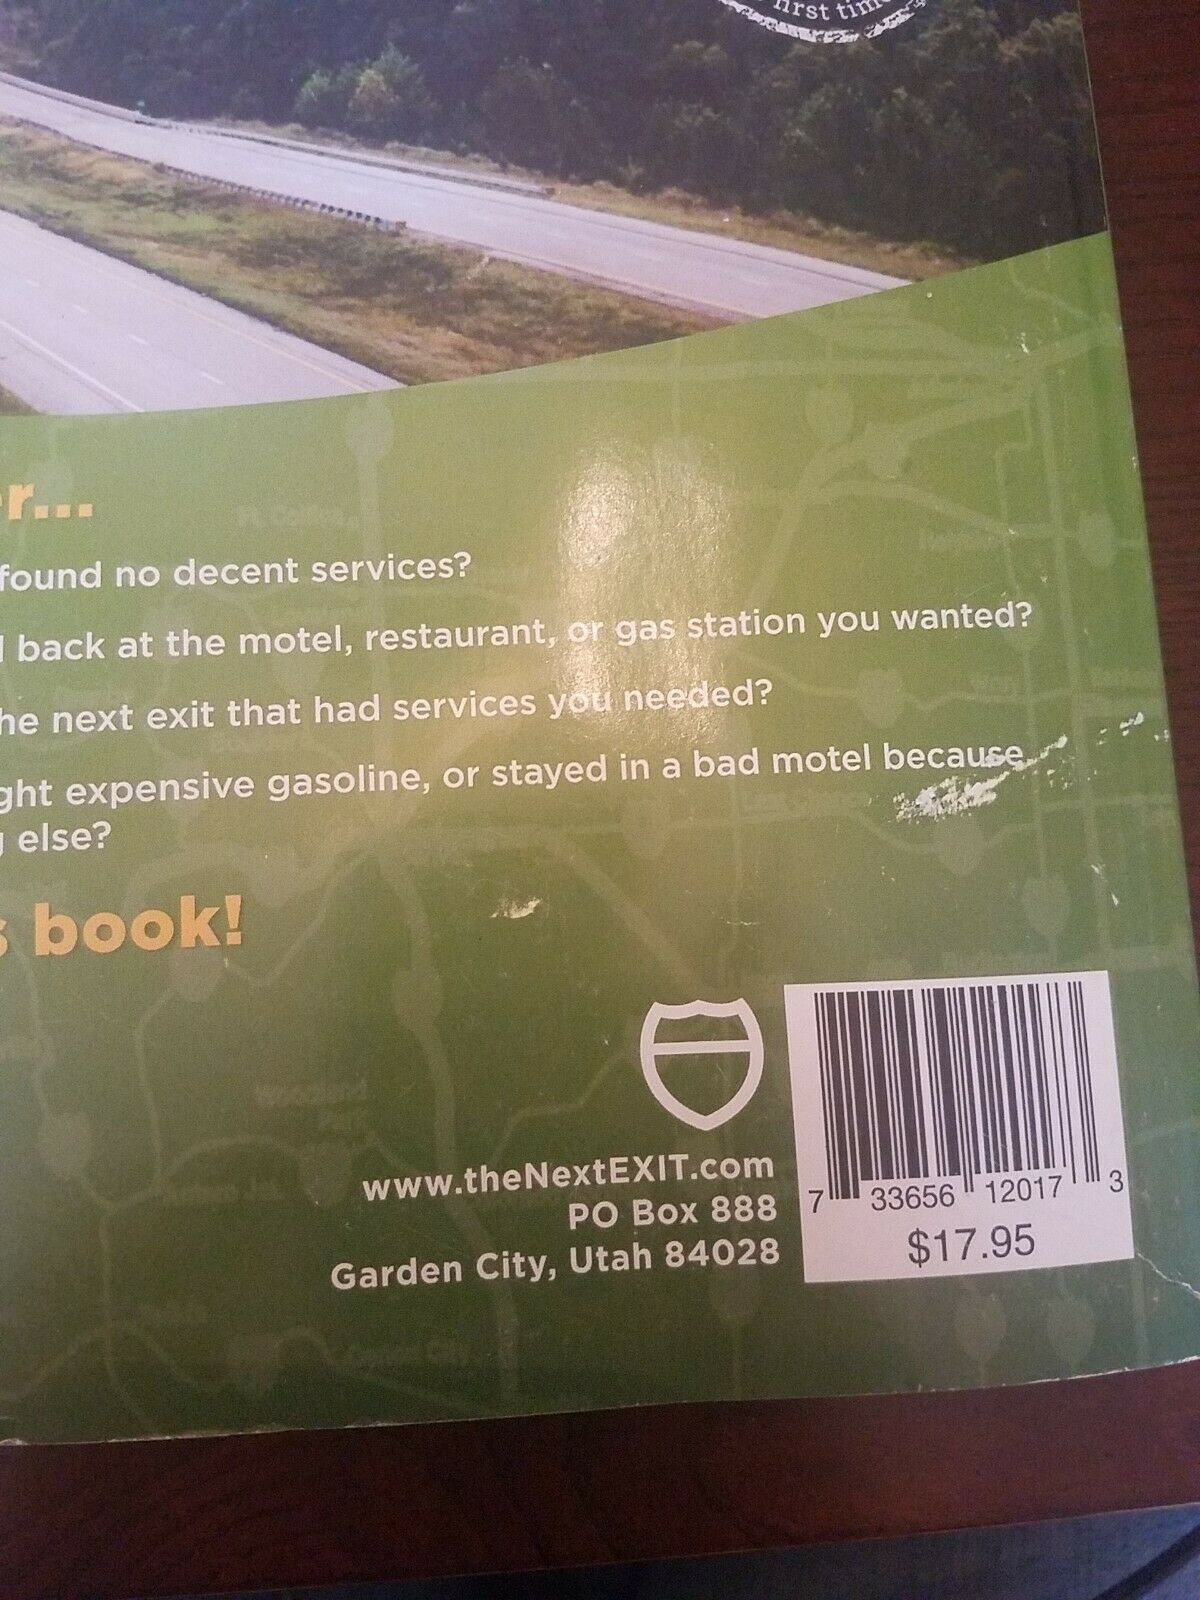 first time
r...
found no decent services?
back at the motel, restaurant, or gas station you wanted?
he next exit that had services you needed?
ght expensive gasoline, or stayed in a bad motel because
else?
s book!
www.theNextEXIT.com
PO Box 888
Garden City, Utah 84028
7 33656 12017 3
$17.95